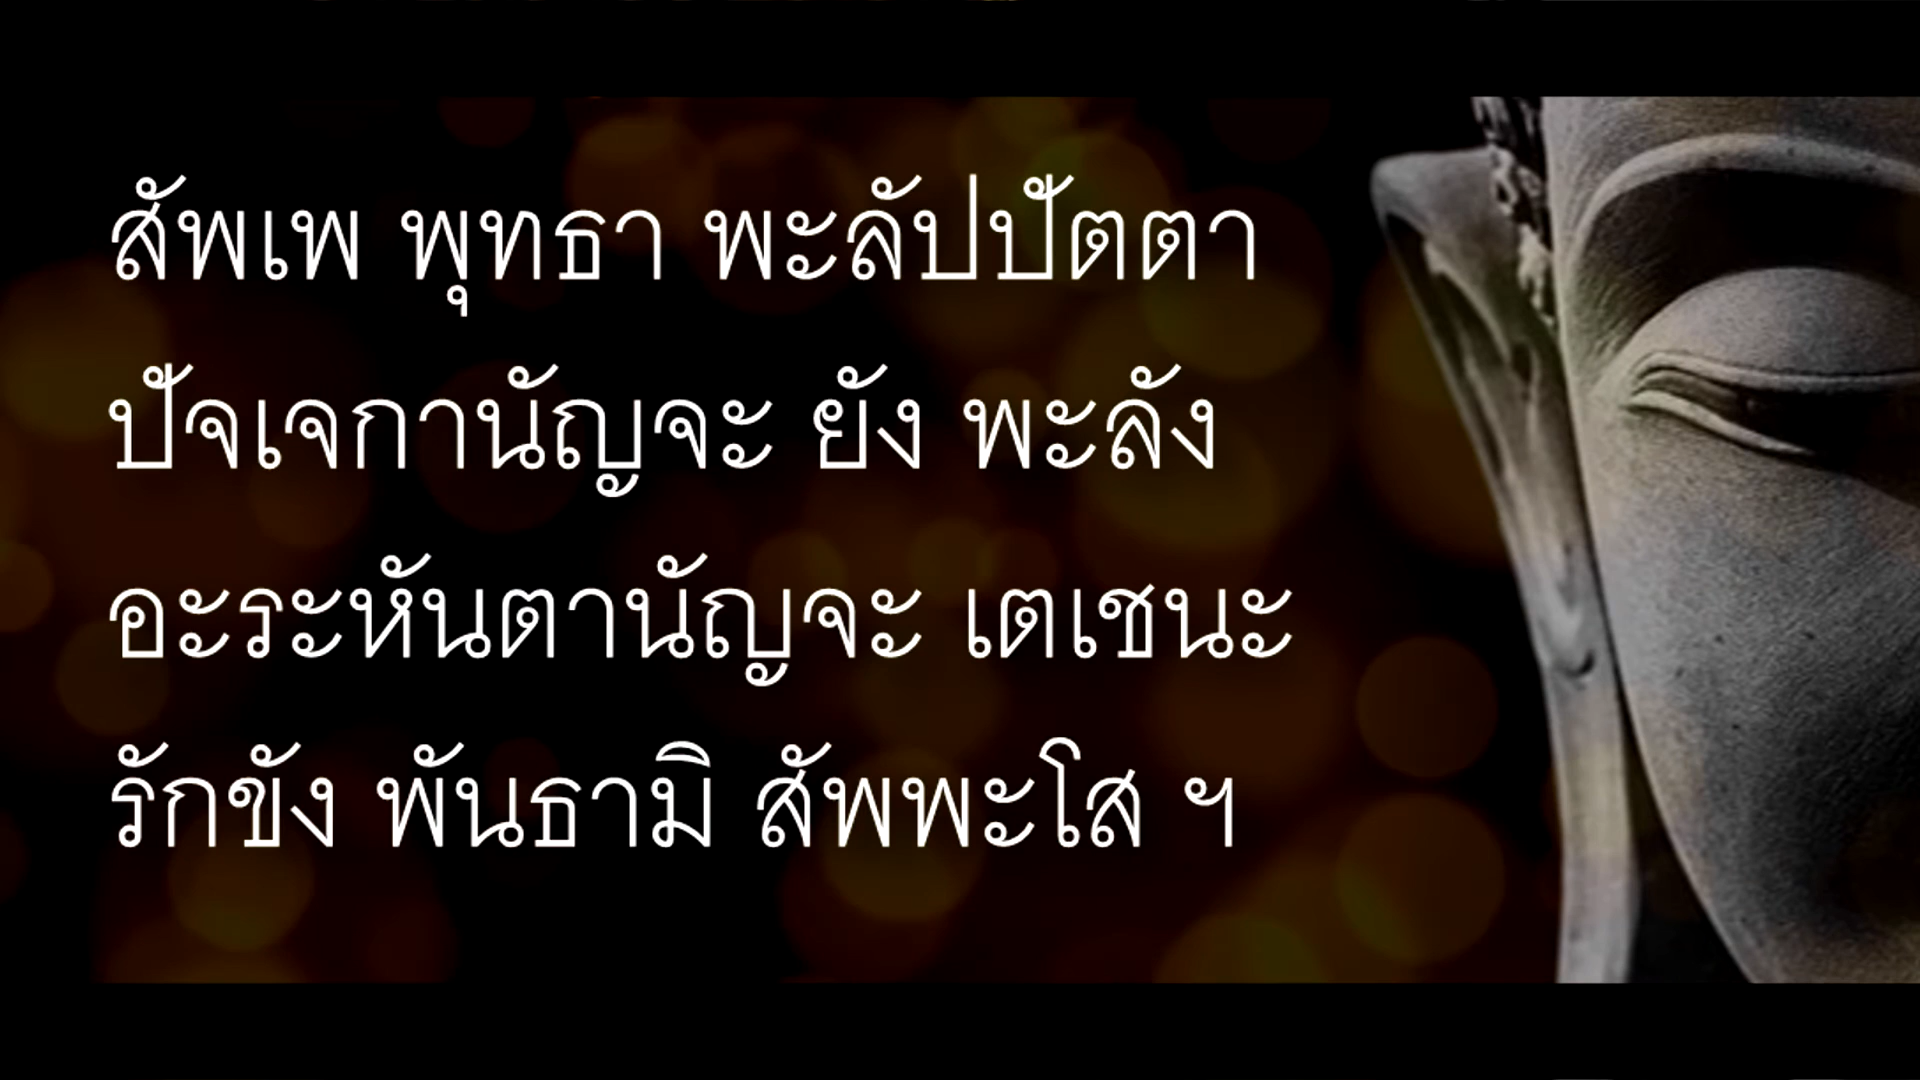 สัพเพ พุทธา พะลัปปัตตา
ปัจเจกานัญจะ ยัง พะลัง
อะระหันตานัญจะ เตเชนะ
รักขัง พันธามิ สัพพะโส ฯ